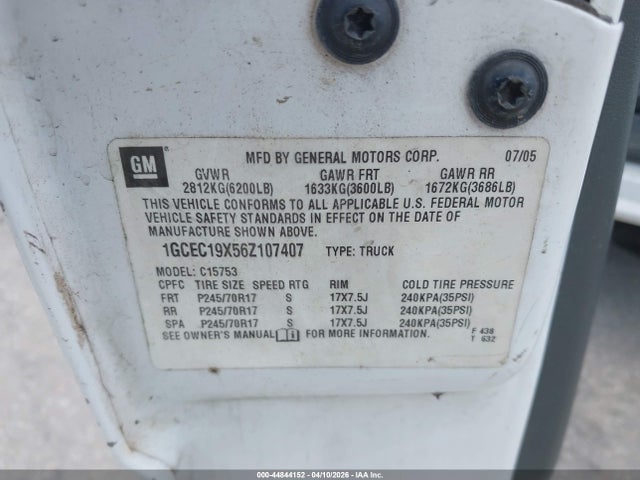 GM
MFD BY GENERAL MOTORS CORP. 07/05
GVWR GAWR FRT GAWR RR
2812KG(6200LB) 1633KG(3600LB) 1672KG(3686LB)
THIS VEHICLE CONFORMS TO ALL APPLICABLE U.S. FEDERAL MOTOR
VEHICLE SAFETY STANDARDS IN EFFECT ON THE DATE OF
MANUFACTURE SHOWN ABOVE.
1GCEC19X56Z107407 TYPE: TRUCK
MODEL: C15753
CPFC TIRE SIZE SPEED RTG RIM COLD TIRE PRESSURE
FRT P245/70R17 S 17X7.5J 240KPA(35PSI)
RR P245/70R17 S 17X7.5J 240KPA(35PSI)
SPA P245/70R17 S 17X7.5J 240KPA(35PSI)
SEE OWNER'S MANUAL FOR MORE INFORMATION.
F 438
T 632
000-44844152 - 04/10/2026 - IAA Inc.